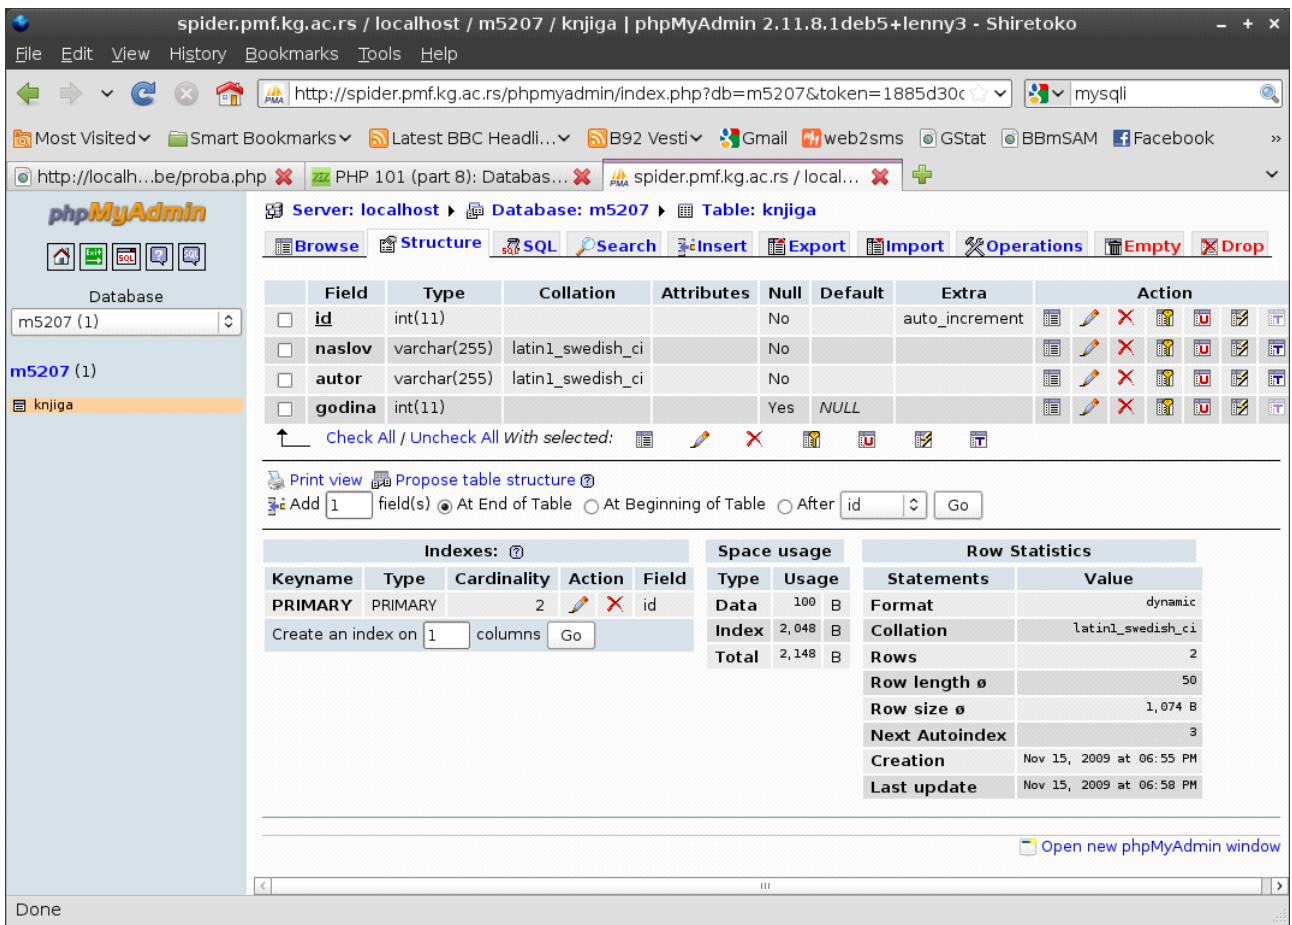 spider.pmf.kg.ac.rs / localhost / m5207 / knjiga | phpMyAdmin 2.11.8.1deb5+lenny3 - Shiretoko
File Edit View History Bookmarks Tools Help
http://spider.pmf.kg.ac.rs/phpmyadmin/index.php?db=m5207&token=1885d30c mysqli
Most Visited Smart Bookmarks Latest BBC Headli... B92 Vesti Gmail web2sms GStat BBmSAM Facebook »
http://localh...be/proba.php PHP 101 (part 8): Databas... spider.pmf.kg.ac.rs / local...
phpMyAdmin
Database
m5207 (1)
m5207 (1)
knjiga
Server: localhost Database: m5207 Table: knjiga
Browse Structure SQL Search Insert Export Import Operations Empty Drop
Field Type Collation Attributes Null Default Extra Action
id int(11) No auto_increment
naslov varchar(255) latin1_swedish_ci No
autor varchar(255) latin1_swedish_ci No
godina int(11) Yes NULL
Check All / Uncheck All With selected:
Print view Propose table structure
Add 1 field(s) At End of Table At Beginning of Table After id Go
Indexes:
Keyname Type Cardinality Action Field
PRIMARY PRIMARY 2 id
Create an index on 1 columns Go
Space usage
Type Usage
Data 100 B
Index 2,048 B
Total 2,148 B
Row Statistics
Statements Value
Format dynamic
Collation latin1_swedish_ci
Rows 2
Row length ø 50
Row size ø 1,074 B
Next Autoindex 3
Creation Nov 15, 2009 at 06:55 PM
Last update Nov 15, 2009 at 06:58 PM
Open new phpMyAdmin window
Done